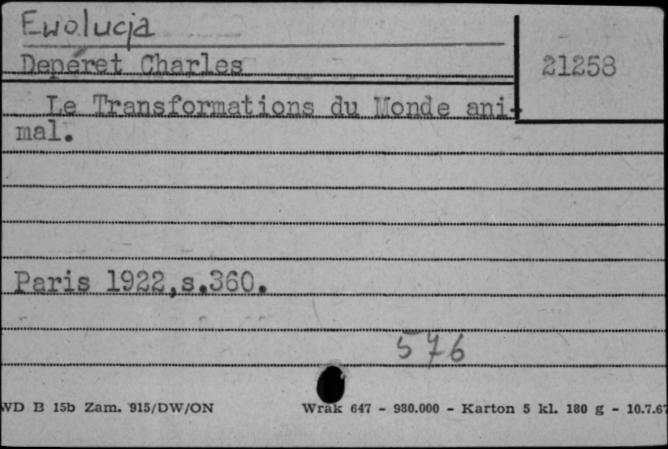 Ewolucja
Depéret Charles
21258
Le Transformations du Monde ani-
mal.
Paris 1922,s.360.
576
WD B 15b Zam. 915/DW/ON
Wrak 647 - 980.000 - Karton 5 kl. 180 g - 10.7.67